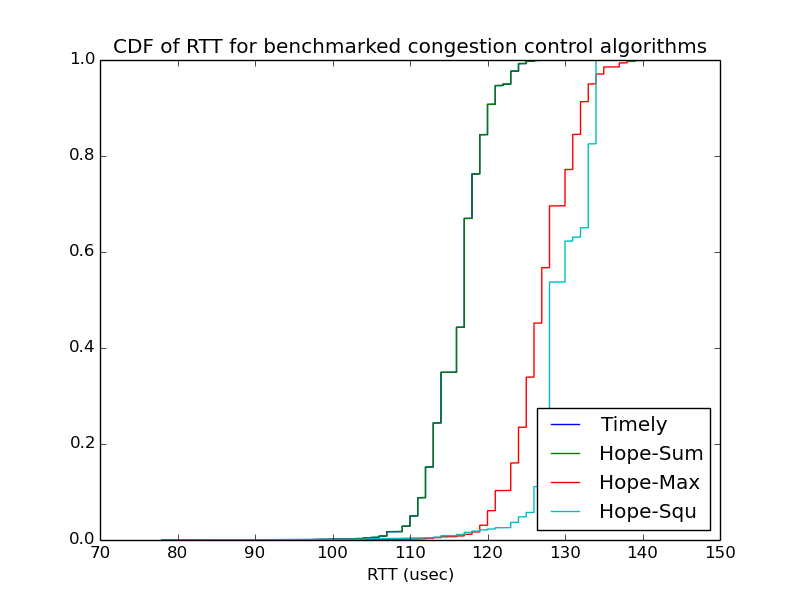 CDF of RTT for benchmarked congestion control algorithms
1.0
0.8
0.6
0.4
0.2
0.0
Timely
Hope-Sum
Hope-Max
Hope-Squ
70 80 90 100 110 120 130 140 150
RTT (usec)